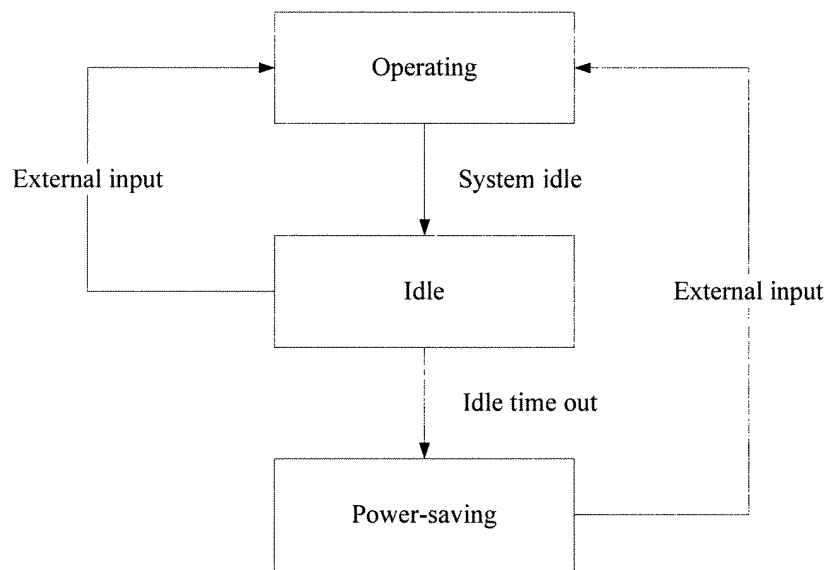 Operating
External input
System idle
Idle
External input
Idle time out
Power-saving